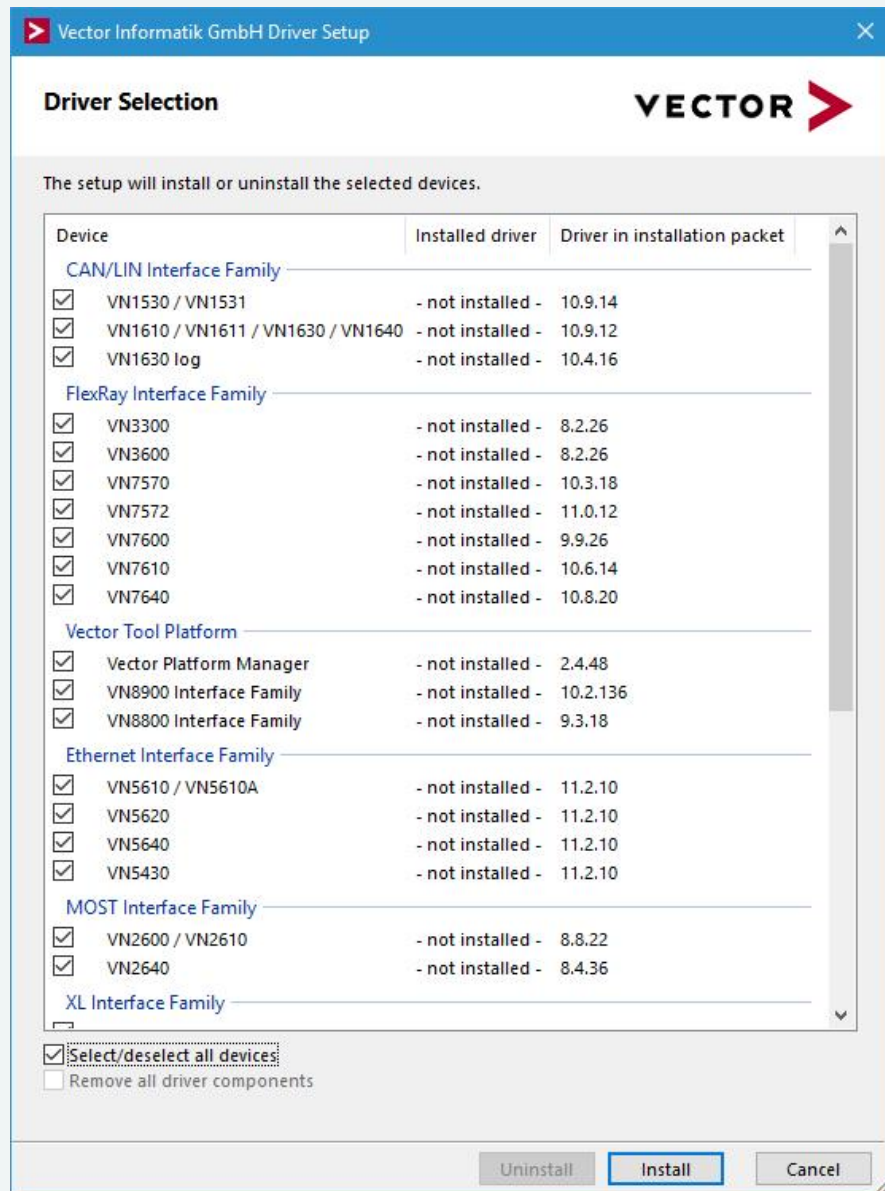 Vector Informatik GmbH Driver Setup
Driver Selection
VECTOR
The setup will install or uninstall the selected devices.
Device Installed driver Driver in installation packet
CAN/LIN Interface Family
VN1530 / VN1531 - not installed - 10.9.14
VN1610 / VN1611 / VN1630 / VN1640 - not installed - 10.9.12
VN1630 log - not installed - 10.4.16
FlexRay Interface Family
VN3300 - not installed - 8.2.26
VN3600 - not installed - 8.2.26
VN7570 - not installed - 10.3.18
VN7572 - not installed - 11.0.12
VN7600 - not installed - 9.9.26
VN7610 - not installed - 10.6.14
VN7640 - not installed - 10.8.20
Vector Tool Platform
Vector Platform Manager - not installed - 2.4.48
VN8900 Interface Family - not installed - 10.2.136
VN8800 Interface Family - not installed - 9.3.18
Ethernet Interface Family
VN5610 / VN5610A - not installed - 11.2.10
VN5620 - not installed - 11.2.10
VN5640 - not installed - 11.2.10
VN5430 - not installed - 11.2.10
MOST Interface Family
VN2600 / VN2610 - not installed - 8.8.22
VN2640 - not installed - 8.4.36
XL Interface Family
Select/deselect all devices
Remove all driver components
Uninstall Install Cancel